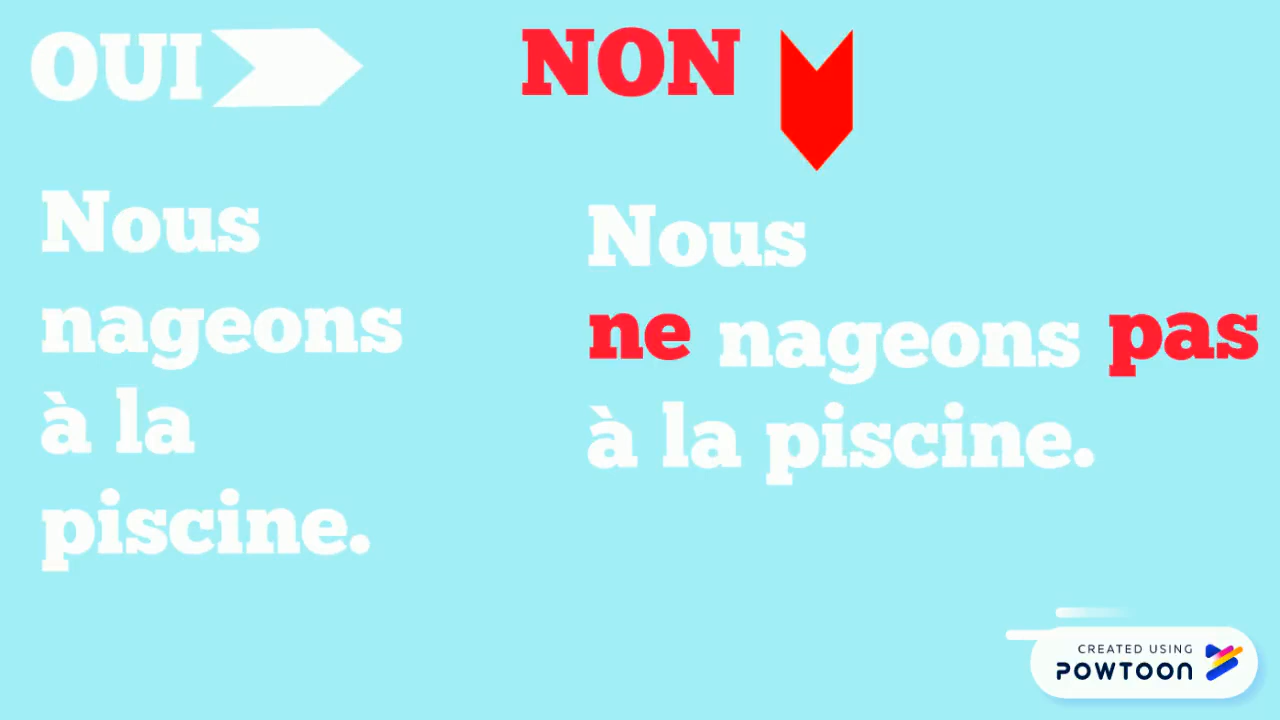 OUI
NON
Nous
nageons
à la
piscine.
Nous
ne nageons pas
à la piscine.
CREATED USING
POWTOON